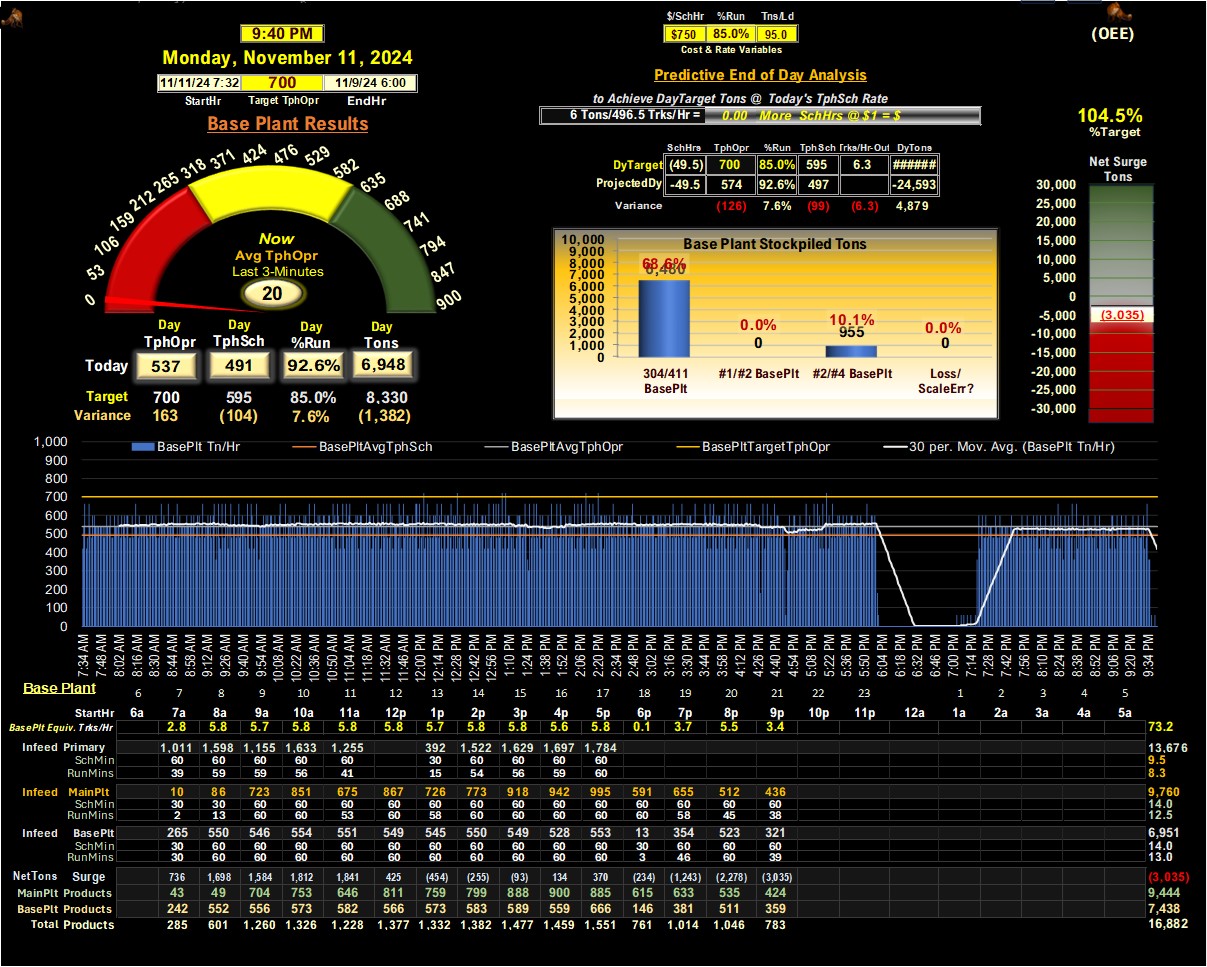 9:40 PM
Monday, November 11, 2024
11/11/24 7:32 700 11/9/24 6:00
StartHr Target TphOpr EndHr
Base Plant Results
0 53 106 159 212 265 318 371 424 476 529 582 635 688 741 794 847 900
Now
Avg TphOpr
Last 3-Minutes
20
Day Day Day Day
TphOpr TphSch %Run Tons
Today 537 491 92.6% 6,948
Target 700 595 85.0% 8,330
Variance 163 (104) 7.6% (1,382)
$/SchHr %Run Tns/Ld
$750 85.0% 95.0
Cost & Rate Variables
Predictive End of Day Analysis
to Achieve DayTarget Tons @ Today's TphSch Rate
6 Tons/496.5 Trks/Hr = 0.00 More SchHrs @ $1 = $
SchHrs TphOpr %Run TphSch Trks/Hr-Out DyTons
DyTarget (49.5) 700 85.0% 595 6.3 ######
ProjectedDy -49.5 574 92.6% 497 -24,593
Variance (126) 7.6% (99) (6.3) 4,879
Base Plant Stockpiled Tons
10,000
9,000
8,000
7,000
6,000
5,000
4,000
3,000
2,000
1,000
0
68.6% 0.0% 10.1% 0.0%
6,480 0 955 0
304/411 #1/#2 BasePlt #2/#4 BasePlt Loss/
BasePlt ScaleErr?
(OEE)
104.5%
%Target
Net Surge
Tons
30,000
25,000
20,000
15,000
10,000
5,000
0
-5,000
-10,000
-15,000
-20,000
-25,000
-30,000
(3,035)
BasePlt Tn/Hr BasePltAvgTphSch BasePltAvgTphOpr BasePltTargetTphOpr 30 per. Mov. Avg. (BasePlt Tn/Hr)
1,000
900
800
700
600
500
400
300
200
100
0
7:34 AM 7:48 AM 8:02 AM 8:16 AM 8:30 AM 8:44 AM 8:58 AM 9:12 AM 9:26 AM 9:40 AM 9:54 AM 10:08 AM 10:22 AM 10:36 AM 10:50 AM 11:04 AM 11:18 AM 11:32 AM 11:46 AM 12:00 PM 12:14 PM 12:28 PM 12:42 PM 12:56 PM 1:10 PM 1:24 PM 1:38 PM 1:52 PM 2:06 PM 2:20 PM 2:34 PM 2:48 PM 3:02 PM 3:16 PM 3:30 PM 3:44 PM 3:58 PM 4:12 PM 4:26 PM 4:40 PM 4:54 PM 5:08 PM 5:22 PM 5:36 PM 5:50 PM 6:04 PM 6:18 PM 6:32 PM 6:46 PM 7:00 PM 7:14 PM 7:28 PM 7:42 PM 7:56 PM 8:10 PM 8:24 PM 8:38 PM 8:52 PM 9:06 PM 9:20 PM 9:34 PM
Base Plant 6 7 8 9 10 11 12 13 14 15 16 17 18 19 20 21 22 23 1 2 3 4 5
StartHr 6a 7a 8a 9a 10a 11a 12p 1p 2p 3p 4p 5p 6p 7p 8p 9p 10p 11p 12a 1a 2a 3a 4a 5a
BasePlt Equiv. Trks/Hr 2.8 5.8 5.7 5.8 5.8 5.8 5.7 5.8 5.8 5.6 5.8 0.1 3.7 5.5 3.4 73.2
Infeed Primary 1,011 1,598 1,155 1,633 1,255 392 1,522 1,629 1,697 1,784 13,676
SchMin 60 60 60 60 60 30 60 60 60 60 9.5
RunMins 39 59 59 56 41 15 54 56 59 60 8.3
Infeed MainPlt 10 86 723 851 675 867 726 773 918 942 995 591 655 512 436 9,760
SchMin 30 30 60 60 60 60 60 60 60 60 60 60 60 60 60 14.0
RunMins 2 13 60 60 53 60 58 60 60 60 60 60 58 45 38 12.5
Infeed BasePlt 265 550 546 554 551 549 545 550 549 528 553 13 354 523 321 6,951
SchMin 30 60 60 60 60 60 60 60 60 60 60 30 60 60 60 14.0
RunMins 30 60 60 60 60 60 60 60 60 60 60 3 46 60 39 13.0
NetTons Surge 736 1,698 1,584 1,812 1,841 425 (454) (255) (93) 134 370 (234) (1,243) (2,278) (3,035) (3,035)
MainPlt Products 43 49 704 753 646 811 759 799 888 900 885 615 633 535 424 9,444
BasePlt Products 242 552 556 573 582 566 573 583 589 559 666 146 381 511 359 7,438
Total Products 285 601 1,260 1,326 1,228 1,377 1,332 1,382 1,477 1,459 1,551 761 1,014 1,046 783 16,882